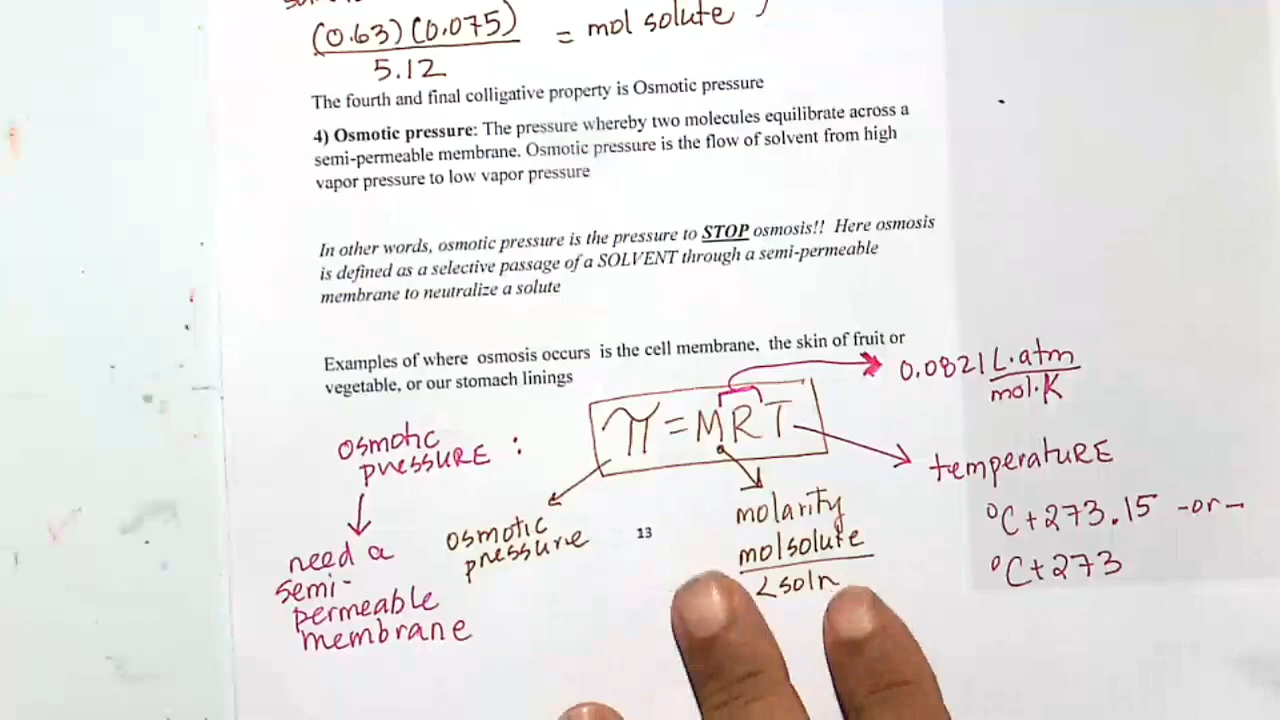 (0.63)(0.075) = mol solute
5.12
The fourth and final colligative property is Osmotic pressure
4) Osmotic pressure: The pressure whereby two molecules equilibrate across a
semi-permeable membrane. Osmotic pressure is the flow of solvent from high
vapor pressure to low vapor pressure
In other words, osmotic pressure is the pressure to STOP osmosis!! Here osmosis
is defined as a selective passage of a SOLVENT through a semi-permeable
membrane to neutralize a solute
Examples of where osmosis occurs is the cell membrane, the skin of fruit or
vegetable, or our stomach linings
0.0821 L·atm
mol·K
osmotic
pressure :
π = MRT
temperature
°C+273.15 -or-
°C+273
need a
semi-
permeable
membrane
osmotic
pressure
13
molarity
mol solute
L soln